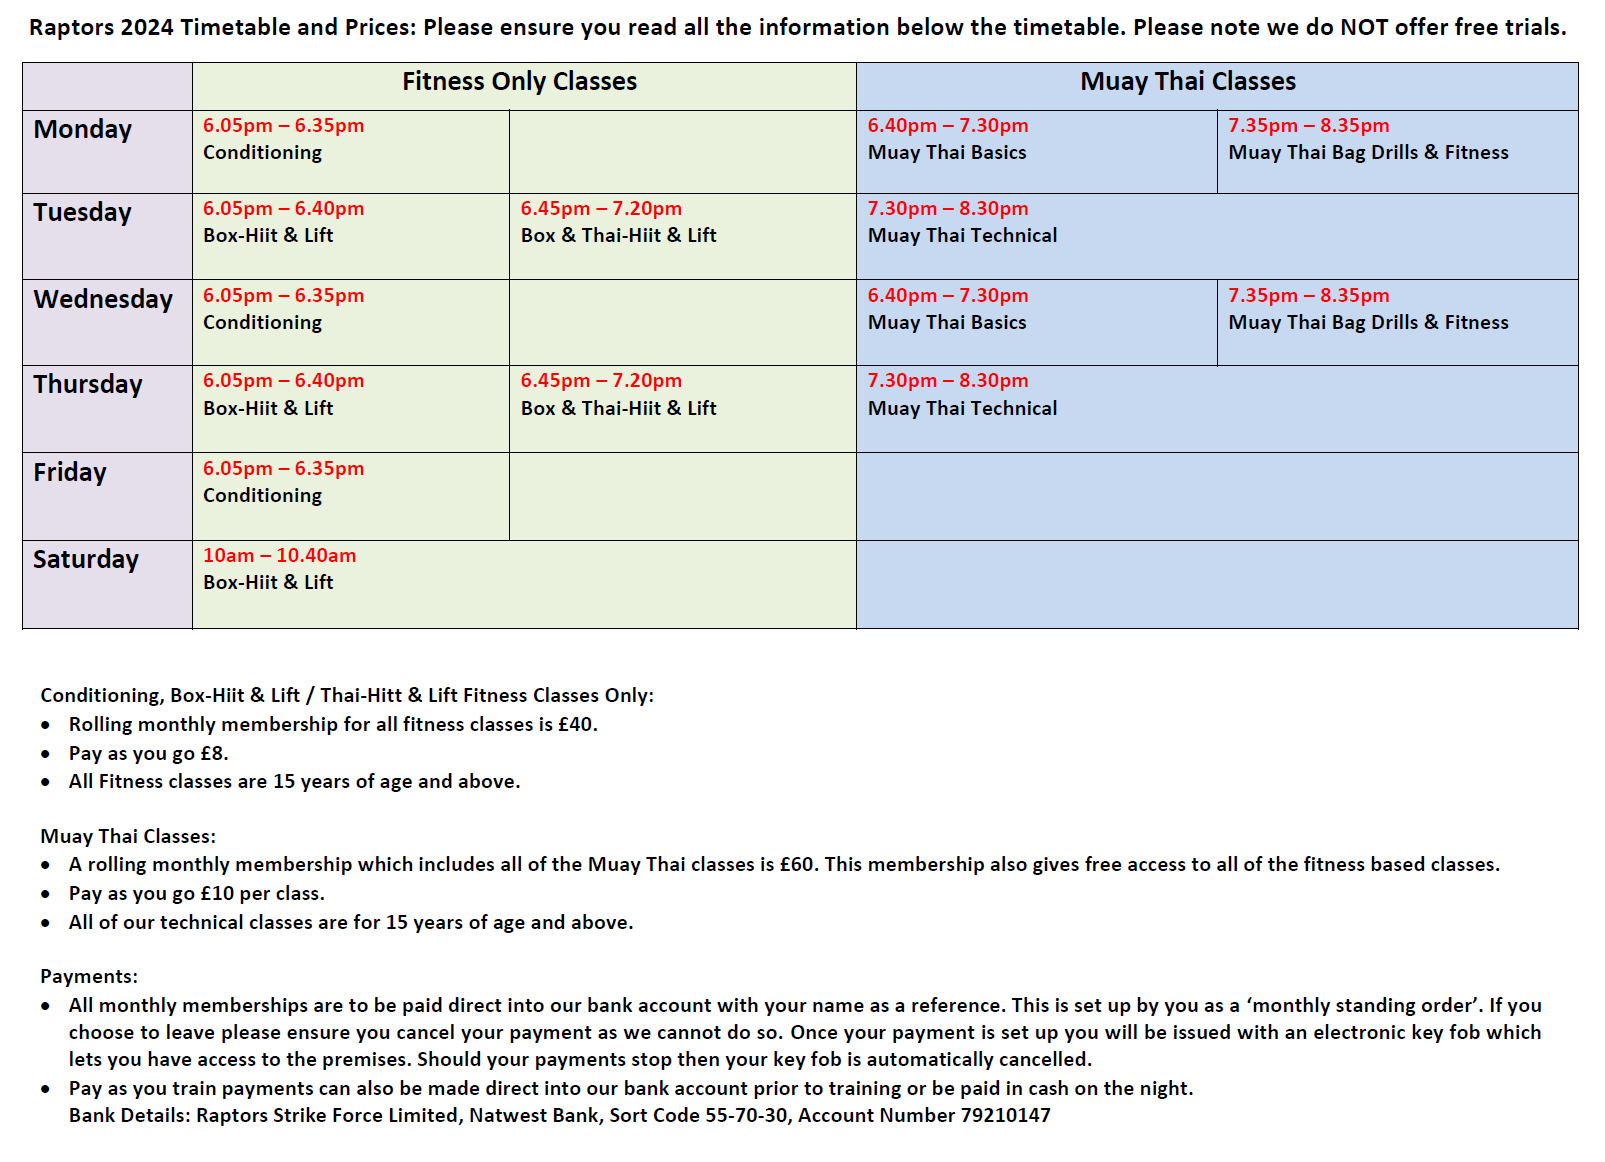 Raptors 2024 Timetable and Prices: Please ensure you read all the information below the timetable. Please note we do NOT offer free trials.
Fitness Only Classes
Muay Thai Classes
Monday
6.05pm – 6.35pm
Conditioning
6.40pm – 7.30pm
Muay Thai Basics
7.35pm – 8.35pm
Muay Thai Bag Drills & Fitness
Tuesday
6.05pm – 6.40pm
Box-Hiit & Lift
6.45pm – 7.20pm
Box & Thai-Hiit & Lift
7.30pm – 8.30pm
Muay Thai Technical
Wednesday
6.05pm – 6.35pm
Conditioning
6.40pm – 7.30pm
Muay Thai Basics
7.35pm – 8.35pm
Muay Thai Bag Drills & Fitness
Thursday
6.05pm – 6.40pm
Box-Hiit & Lift
6.45pm – 7.20pm
Box & Thai-Hiit & Lift
7.30pm – 8.30pm
Muay Thai Technical
Friday
6.05pm – 6.35pm
Conditioning
Saturday
10am – 10.40am
Box-Hiit & Lift
Conditioning, Box-Hiit & Lift / Thai-Hitt & Lift Fitness Classes Only:
• Rolling monthly membership for all fitness classes is £40.
• Pay as you go £8.
• All Fitness classes are 15 years of age and above.
Muay Thai Classes:
• A rolling monthly membership which includes all of the Muay Thai classes is £60. This membership also gives free access to all of the fitness based classes.
• Pay as you go £10 per class.
• All of our technical classes are for 15 years of age and above.
Payments:
• All monthly memberships are to be paid direct into our bank account with your name as a reference. This is set up by you as a ‘monthly standing order’. If you
choose to leave please ensure you cancel your payment as we cannot do so. Once your payment is set up you will be issued with an electronic key fob which
lets you have access to the premises. Should your payments stop then your key fob is automatically cancelled.
• Pay as you train payments can also be made direct into our bank account prior to training or be paid in cash on the night.
Bank Details: Raptors Strike Force Limited, Natwest Bank, Sort Code 55-70-30, Account Number 79210147